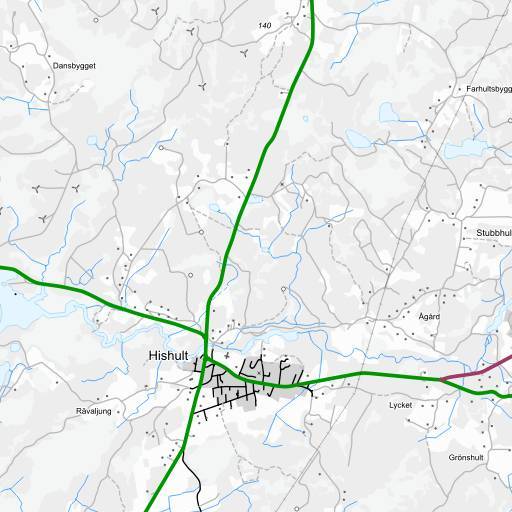 140
Dansbygget
Farhultsbygg
Stubbhul
Ågård
Hishult
Råvaljung
Lycket
Grönshult